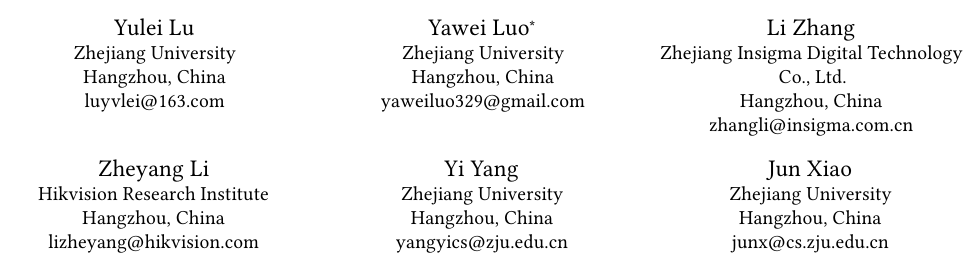 Yulei Lu
Zhejiang University
Hangzhou, China
luyvlei@163.com
Yawei Luo*
Zhejiang University
Hangzhou, China
yaweiluo329@gmail.com
Li Zhang
Zhejiang Insigma Digital Technology
Co., Ltd.
Hangzhou, China
zhangli@insigma.com.cn
Zheyang Li
Hikvision Research Institute
Hangzhou, China
lizheyang@hikvision.com
Yi Yang
Zhejiang University
Hangzhou, China
yangyics@zju.edu.cn
Jun Xiao
Zhejiang University
Hangzhou, China
junx@cs.zju.edu.cn